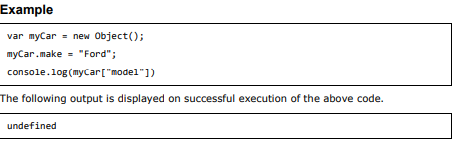 Example
var myCar = new Object();
myCar.make = "Ford";
console.log(myCar["model"])
The following output is displayed on successful execution of the above code.
undefined